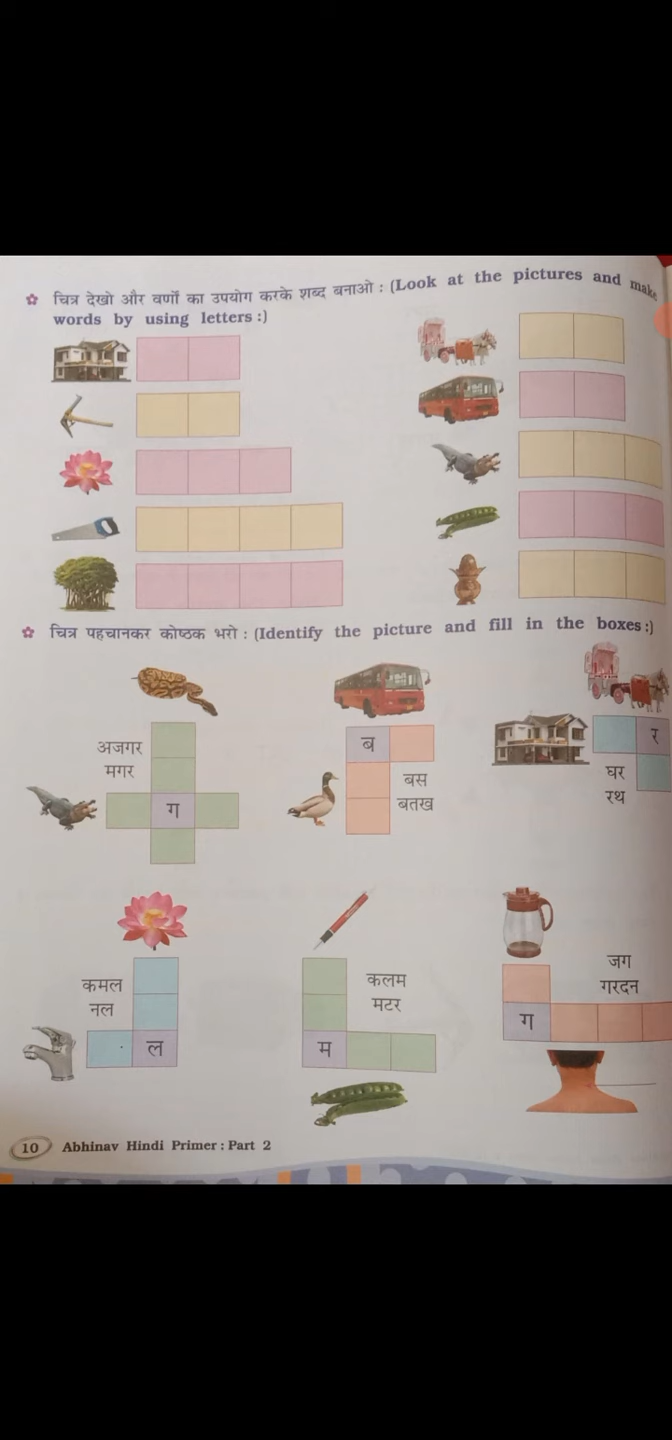 ✿ चित्र देखो और वर्णों का उपयोग करके शब्द बनाओ : (Look at the pictures and make
words by using letters :)
✿ चित्र पहचानकर कोष्ठक भरो : (Identify the picture and fill in the boxes :)
अजगर
मगर
ग
ब
बस
बतख
र
घर
रथ
कमल
नल
ल
कलम
मटर
म
जग
गरदन
ग
10 Abhinav Hindi Primer : Part 2